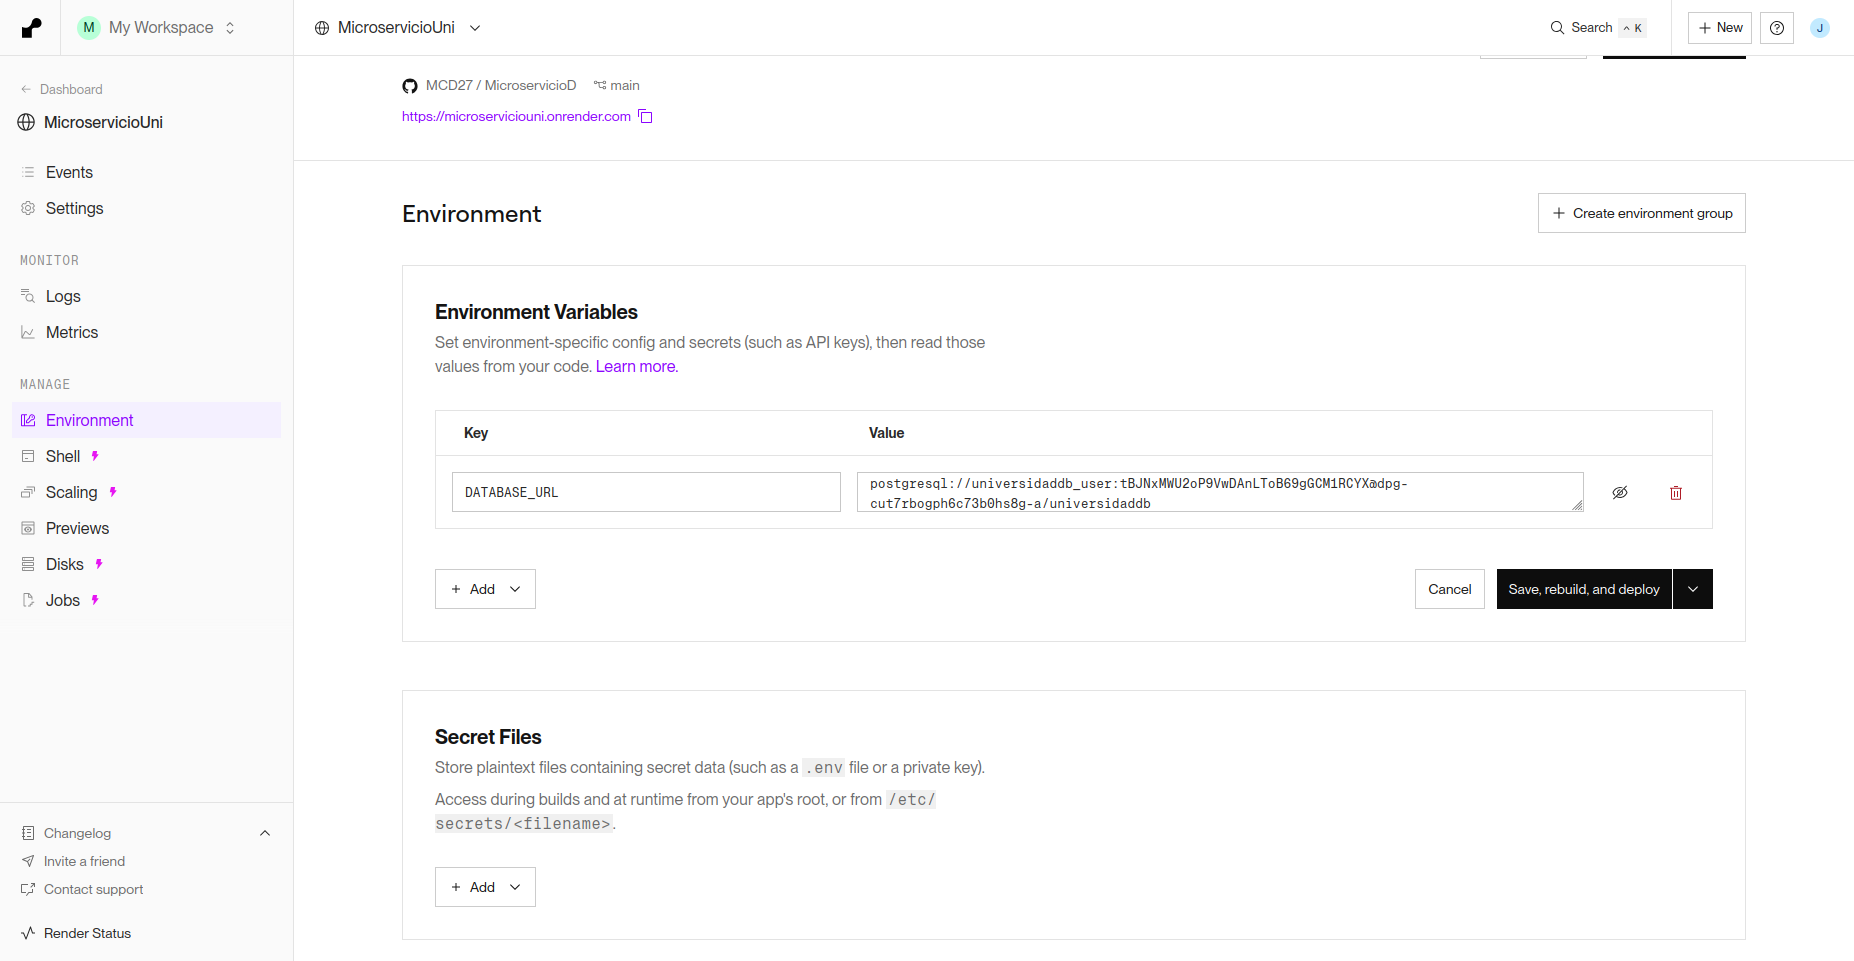 M My Workspace
MicroservicioUni
Search ^ K
+ New
J
Dashboard
MicroservicioUni
Events
Settings
MONITOR
Logs
Metrics
MANAGE
Environment
Shell
Scaling
Previews
Disks
Jobs
Changelog
Invite a friend
Contact support
Render Status
MCD27 / MicroservicioD main
https://microserviciouni.onrender.com
Environment
+ Create environment group
Environment Variables
Set environment-specific config and secrets (such as API keys), then read those
values from your code. Learn more.
Key Value
DATABASE_URL
postgresql://universidaddb_user:tBJNxMWU2oP9VwDAnLToB69gGCM1RCYX@dpg-
cut7rbogph6c73b0hs8g-a/universidaddb
+ Add
Cancel
Save, rebuild, and deploy
Secret Files
Store plaintext files containing secret data (such as a .env file or a private key).
Access during builds and at runtime from your app's root, or from /etc/
secrets/<filename>.
+ Add